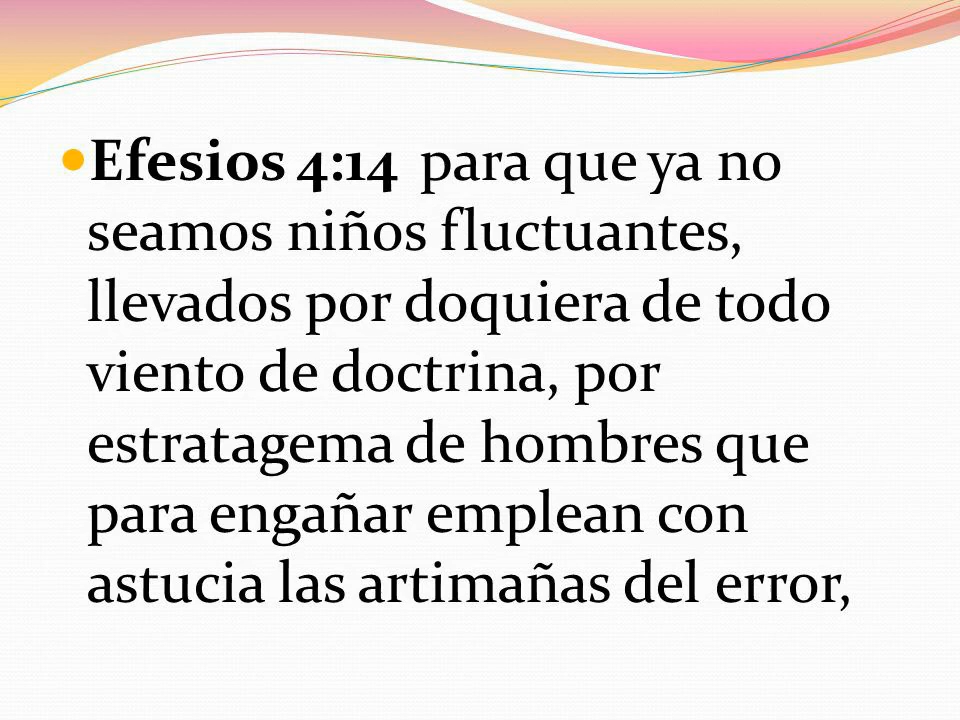 Efesios 4:14 para que ya no
seamos niños fluctuantes,
llevados por doquiera de todo
viento de doctrina, por
estratagema de hombres que
para engañar emplean con
astucia las artimañas del error,